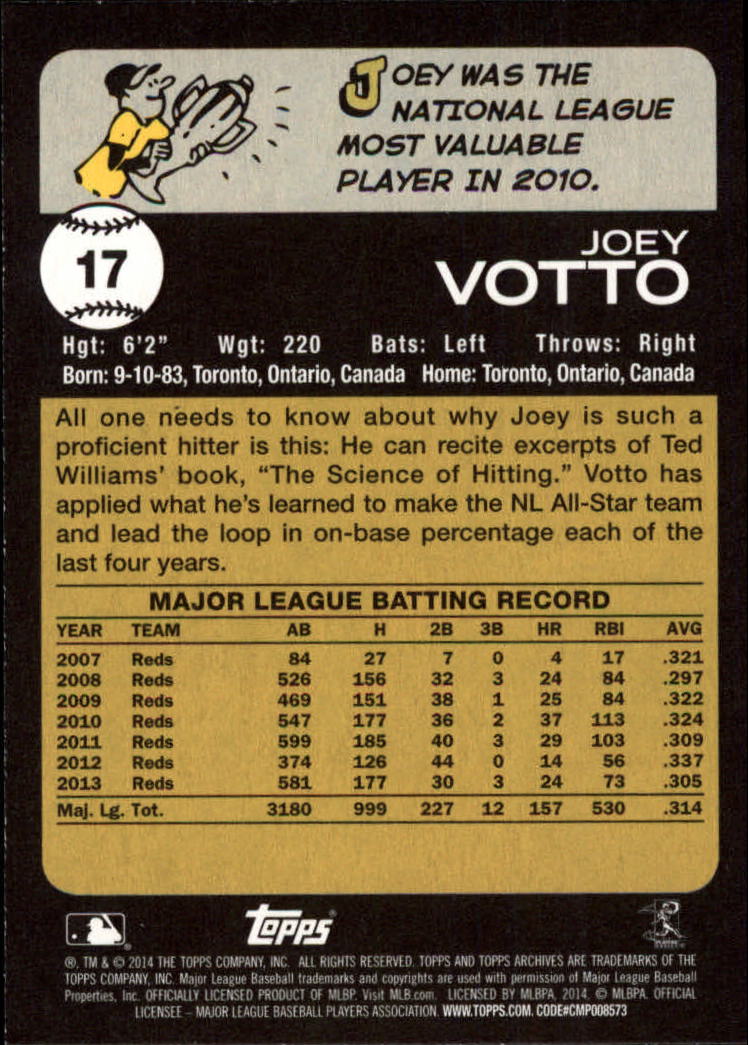 JOEY WAS THE
NATIONAL LEAGUE
MOST VALUABLE
PLAYER IN 2010.
17
JOEY
VOTTO
Hgt: 6'2" Wgt: 220 Bats: Left Throws: Right
Born: 9-10-83, Toronto, Ontario, Canada Home: Toronto, Ontario, Canada
All one needs to know about why Joey is such a
proficient hitter is this: He can recite excerpts of Ted
Williams' book, “The Science of Hitting.” Votto has
applied what he's learned to make the NL All-Star team
and lead the loop in on-base percentage each of the
last four years.
MAJOR LEAGUE BATTING RECORD
YEAR TEAM AB H 2B 3B HR RBI AVG
2007 Reds 84 27 7 0 4 17 .321
2008 Reds 526 156 32 3 24 84 .297
2009 Reds 469 151 38 1 25 84 .322
2010 Reds 547 177 36 2 37 113 .324
2011 Reds 599 185 40 3 29 103 .309
2012 Reds 374 126 44 0 14 56 .337
2013 Reds 581 177 30 3 24 73 .305
Maj. Lg. Tot. 3180 999 227 12 157 530 .314
topps
®, TM & © 2014 THE TOPPS COMPANY, INC. ALL RIGHTS RESERVED. TOPPS AND TOPPS ARCHIVES ARE TRADEMARKS OF THE
TOPPS COMPANY, INC. Major League Baseball trademarks and copyrights are used with permission of Major League Baseball
Properties, Inc. OFFICIALLY LICENSED PRODUCT OF MLBP. Visit MLB.com. LICENSED BY MLBPA, 2014. © MLBPA. OFFICIAL
LICENSEE – MAJOR LEAGUE BASEBALL PLAYERS ASSOCIATION. WWW.TOPPS.COM. CODE#CMP008573